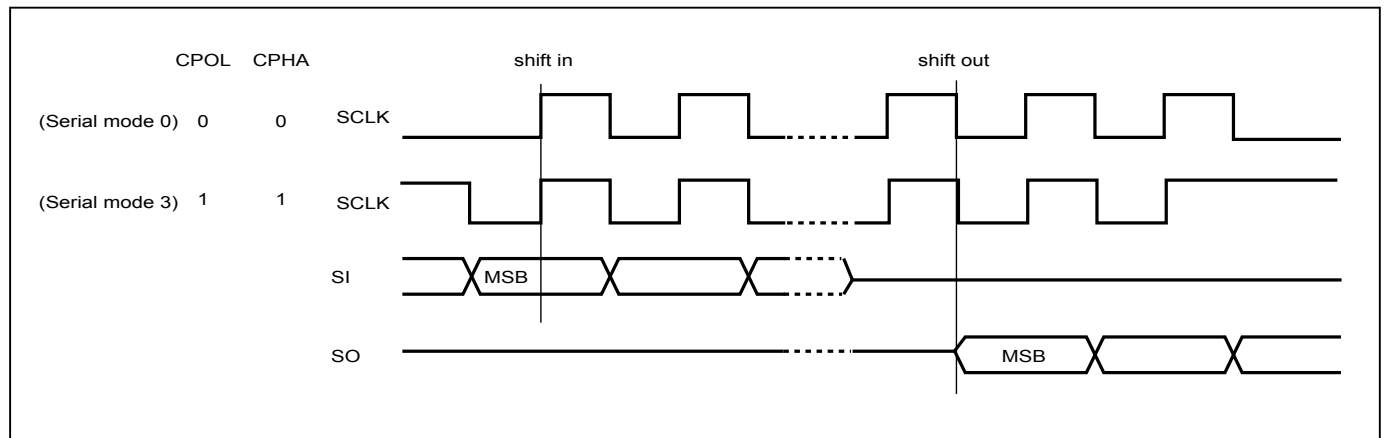 CPOL CPHA shift in shift out
(Serial mode 0) 0 0 SCLK
(Serial mode 3) 1 1 SCLK
SI MSB
SO MSB